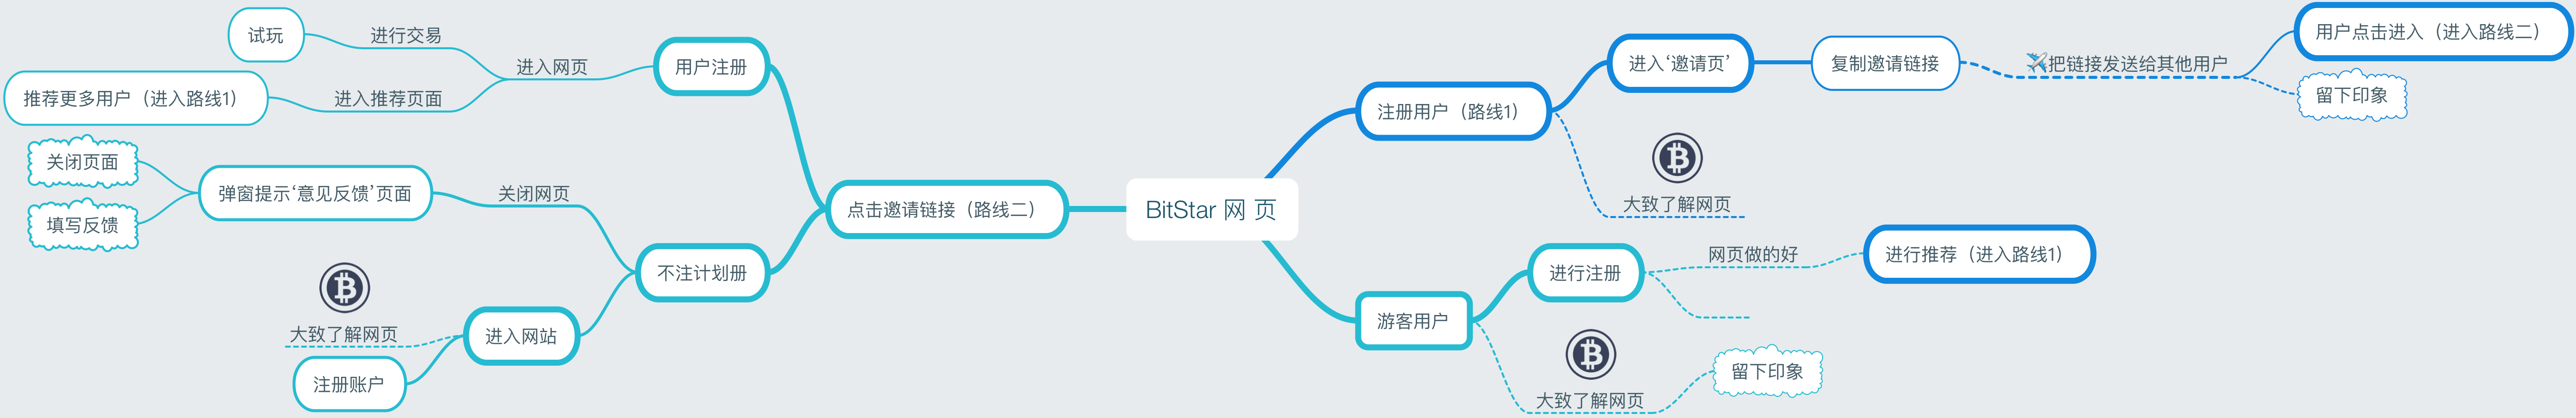 BitStar 网 页
注册用户（路线1）
进入‘邀请页’
复制邀请链接
把链接发送给其他用户
用户点击进入（进入路线二）
留下印象
大致了解网页
游客用户
进行注册
网页做的好
进行推荐（进入路线1）
大致了解网页
留下印象
点击邀请链接（路线二）
用户注册
进入网页
进行交易
试玩
进入推荐页面
推荐更多用户（进入路线1）
不注计划册
关闭网页
弹窗提示‘意见反馈’页面
关闭页面
填写反馈
进入网站
大致了解网页
注册账户